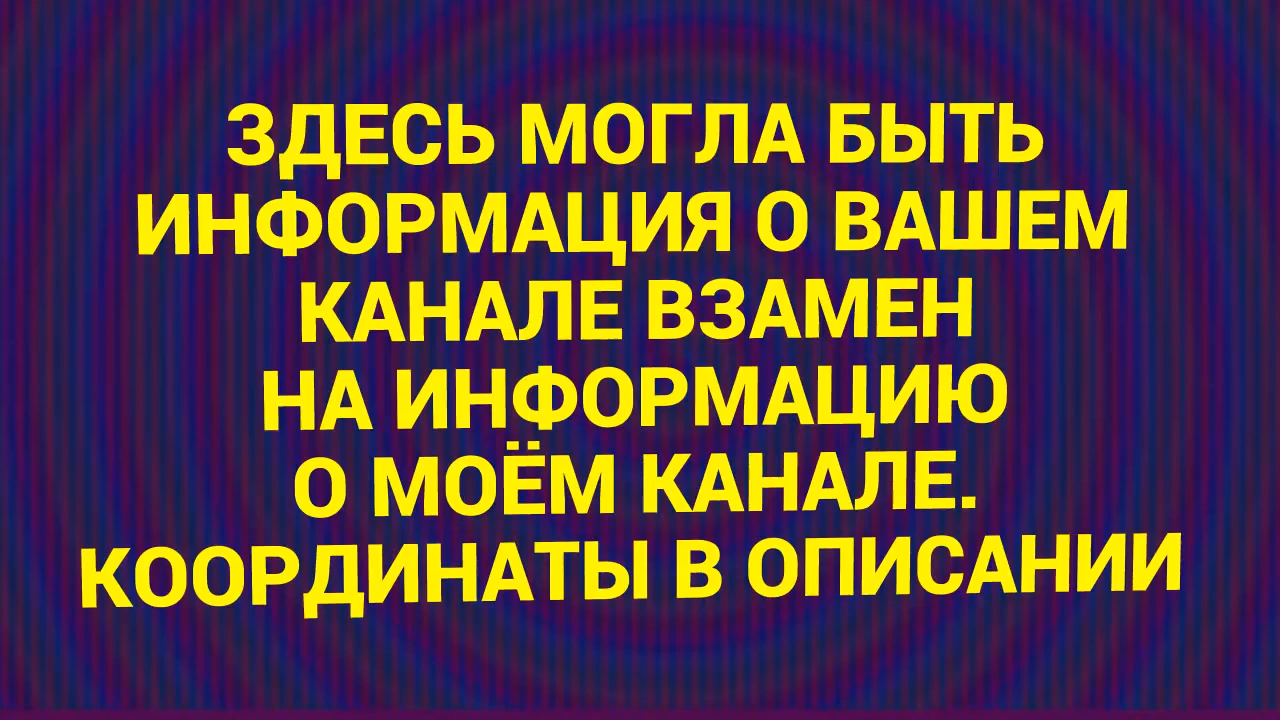 ЗДЕСЬ МОГЛА БЫТЬ
ИНФОРМАЦИЯ О ВАШЕМ
КАНАЛЕ ВЗАМЕН
НА ИНФОРМАЦИЮ
О МОЁМ КАНАЛЕ.
КООРДИНАТЫ В ОПИСАНИИ